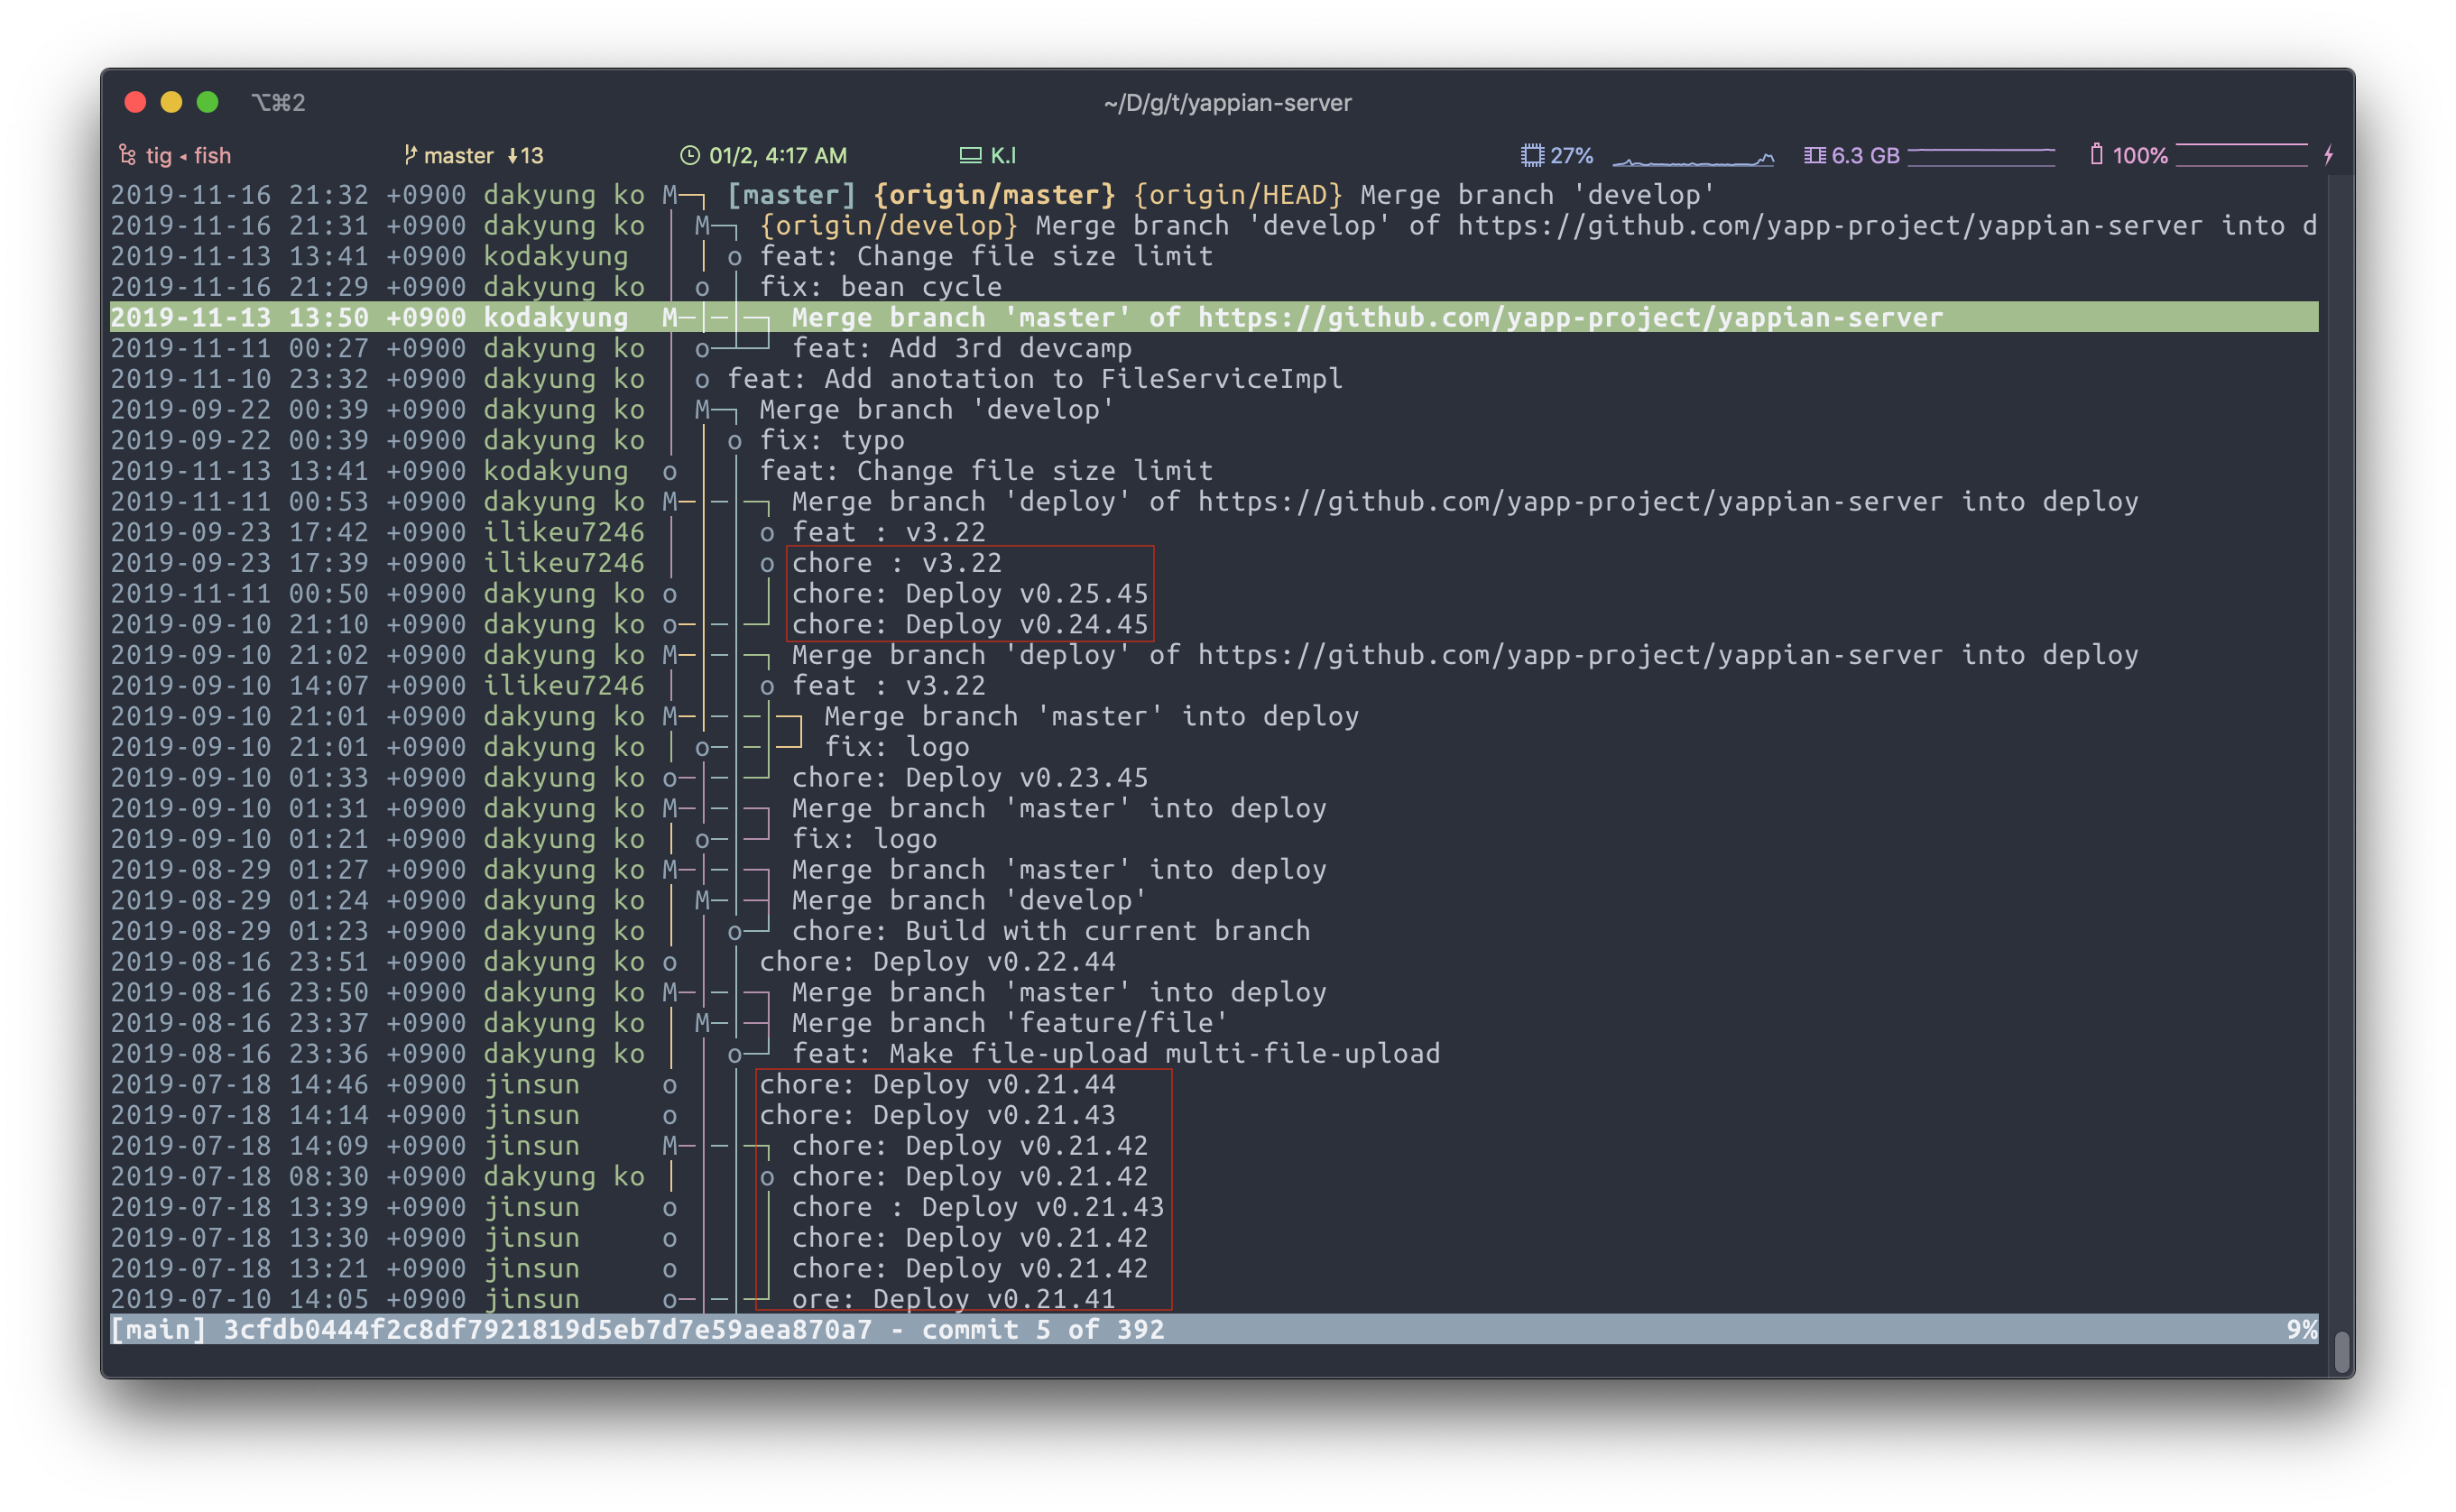 ⌥⌘2 ~/D/g/t/yappian-server
tig ◂ fish master ↓13 01/2, 4:17 AM K.I 27% 6.3 GB 100%
2019-11-16 21:32 +0900 dakyung ko M [master] {origin/master} {origin/HEAD} Merge branch 'develop'
2019-11-16 21:31 +0900 dakyung ko M {origin/develop} Merge branch 'develop' of https://github.com/yapp-project/yappian-server into d
2019-11-13 13:41 +0900 kodakyung o feat: Change file size limit
2019-11-16 21:29 +0900 dakyung ko o fix: bean cycle
2019-11-13 13:50 +0900 kodakyung M Merge branch 'master' of https://github.com/yapp-project/yappian-server
2019-11-11 00:27 +0900 dakyung ko o feat: Add 3rd devcamp
2019-11-10 23:32 +0900 dakyung ko o feat: Add anotation to FileServiceImpl
2019-09-22 00:39 +0900 dakyung ko M Merge branch 'develop'
2019-09-22 00:39 +0900 dakyung ko o fix: typo
2019-11-13 13:41 +0900 kodakyung o feat: Change file size limit
2019-11-11 00:53 +0900 dakyung ko M Merge branch 'deploy' of https://github.com/yapp-project/yappian-server into deploy
2019-09-23 17:42 +0900 ilikeu7246 o feat : v3.22
2019-09-23 17:39 +0900 ilikeu7246 o chore : v3.22
2019-11-11 00:50 +0900 dakyung ko o chore: Deploy v0.25.45
2019-09-10 21:10 +0900 dakyung ko o chore: Deploy v0.24.45
2019-09-10 21:02 +0900 dakyung ko M Merge branch 'deploy' of https://github.com/yapp-project/yappian-server into deploy
2019-09-10 14:07 +0900 ilikeu7246 o feat : v3.22
2019-09-10 21:01 +0900 dakyung ko M Merge branch 'master' into deploy
2019-09-10 21:01 +0900 dakyung ko o fix: logo
2019-09-10 01:33 +0900 dakyung ko o chore: Deploy v0.23.45
2019-09-10 01:31 +0900 dakyung ko M Merge branch 'master' into deploy
2019-09-10 01:21 +0900 dakyung ko o fix: logo
2019-08-29 01:27 +0900 dakyung ko M Merge branch 'master' into deploy
2019-08-29 01:24 +0900 dakyung ko M Merge branch 'develop'
2019-08-29 01:23 +0900 dakyung ko o chore: Build with current branch
2019-08-16 23:51 +0900 dakyung ko o chore: Deploy v0.22.44
2019-08-16 23:50 +0900 dakyung ko M Merge branch 'master' into deploy
2019-08-16 23:37 +0900 dakyung ko M Merge branch 'feature/file'
2019-08-16 23:36 +0900 dakyung ko o feat: Make file-upload multi-file-upload
2019-07-18 14:46 +0900 jinsun o chore: Deploy v0.21.44
2019-07-18 14:14 +0900 jinsun o chore: Deploy v0.21.43
2019-07-18 14:09 +0900 jinsun M chore: Deploy v0.21.42
2019-07-18 08:30 +0900 dakyung ko o chore: Deploy v0.21.42
2019-07-18 13:39 +0900 jinsun o chore : Deploy v0.21.43
2019-07-18 13:30 +0900 jinsun o chore: Deploy v0.21.42
2019-07-18 13:21 +0900 jinsun o chore: Deploy v0.21.42
2019-07-10 14:05 +0900 jinsun o ore: Deploy v0.21.41
[main] 3cfdb0444f2c8df7921819d5eb7d7e59aea870a7 - commit 5 of 392 9%